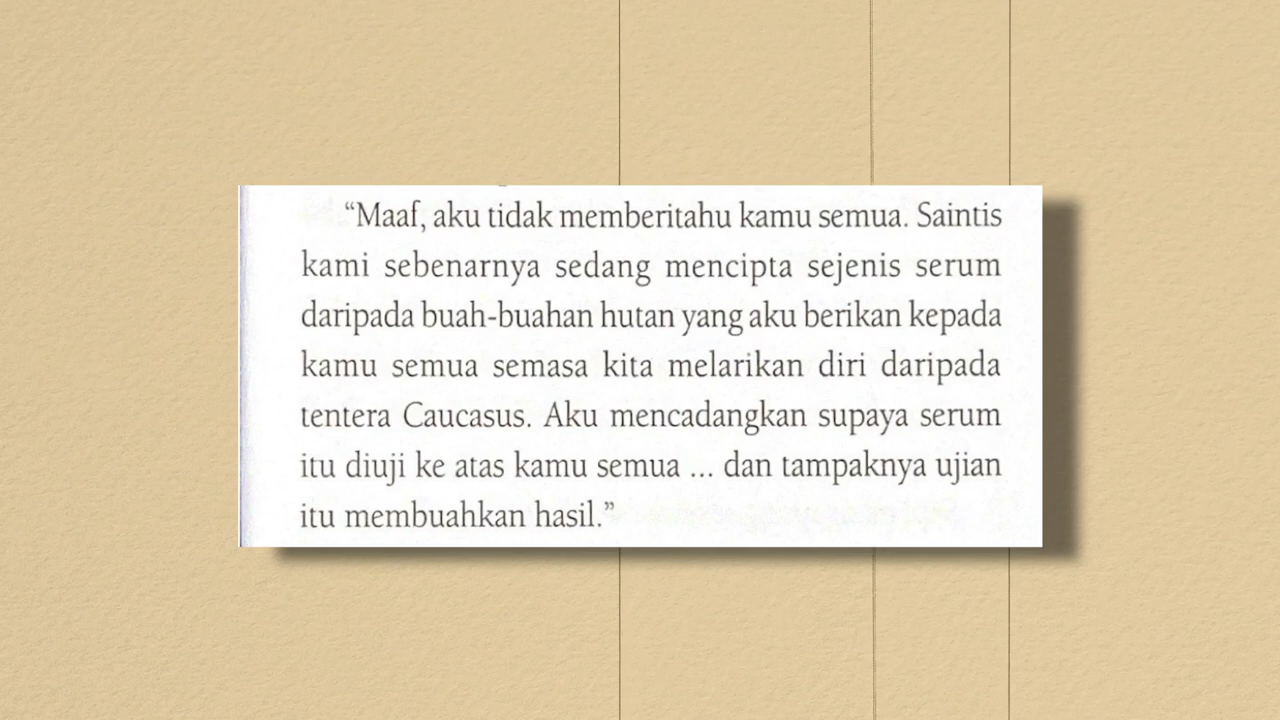 “Maaf, aku tidak memberitahu kamu semua. Saintis
kami sebenarnya sedang mencipta sejenis serum
daripada buah-buahan hutan yang aku berikan kepada
kamu semua semasa kita melarikan diri daripada
tentera Caucasus. Aku mencadangkan supaya serum
itu diuji ke atas kamu semua ... dan tampaknya ujian
itu membuahkan hasil.”